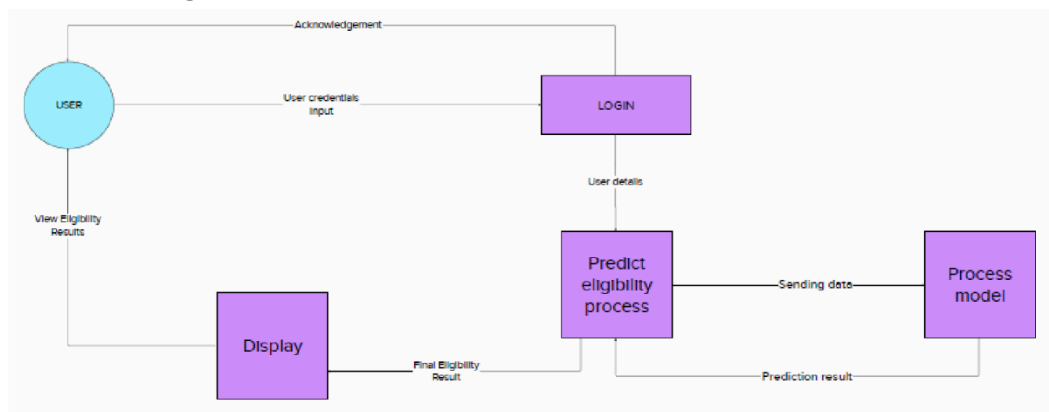 Acknowledgement
USER
User credentials
Input
LOGIN
User details
View Eligibility
Results
Predict
eligibility
process
Sending data
Process
model
Display
Final Eligibility
Result
Prediction result